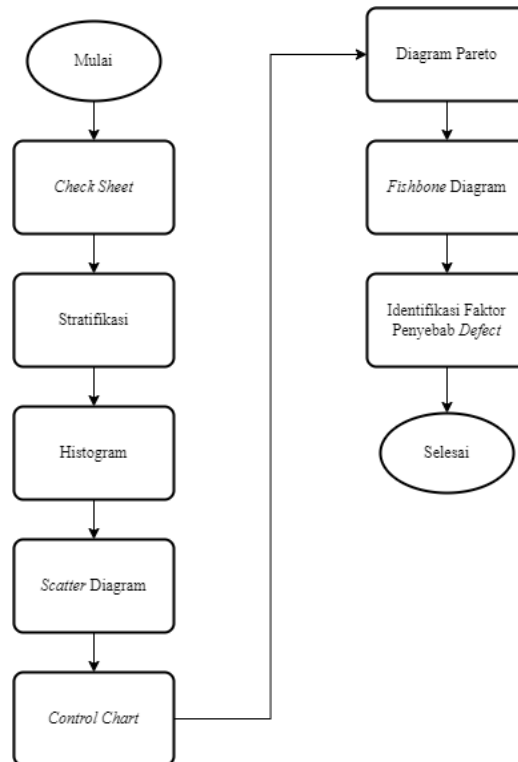 Mulai
Check Sheet
Stratifikasi
Histogram
Scatter Diagram
Control Chart
Diagram Pareto
Fishbone Diagram
Identifikasi Faktor
Penyebab Defect
Selesai